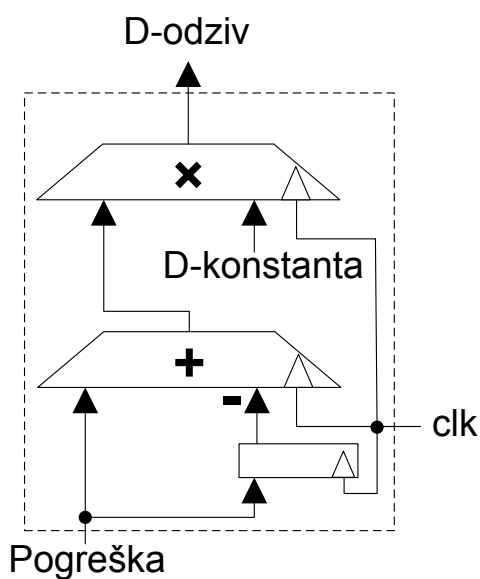 D-odziv
×
D-konstanta
+
-
clk
Pogreška